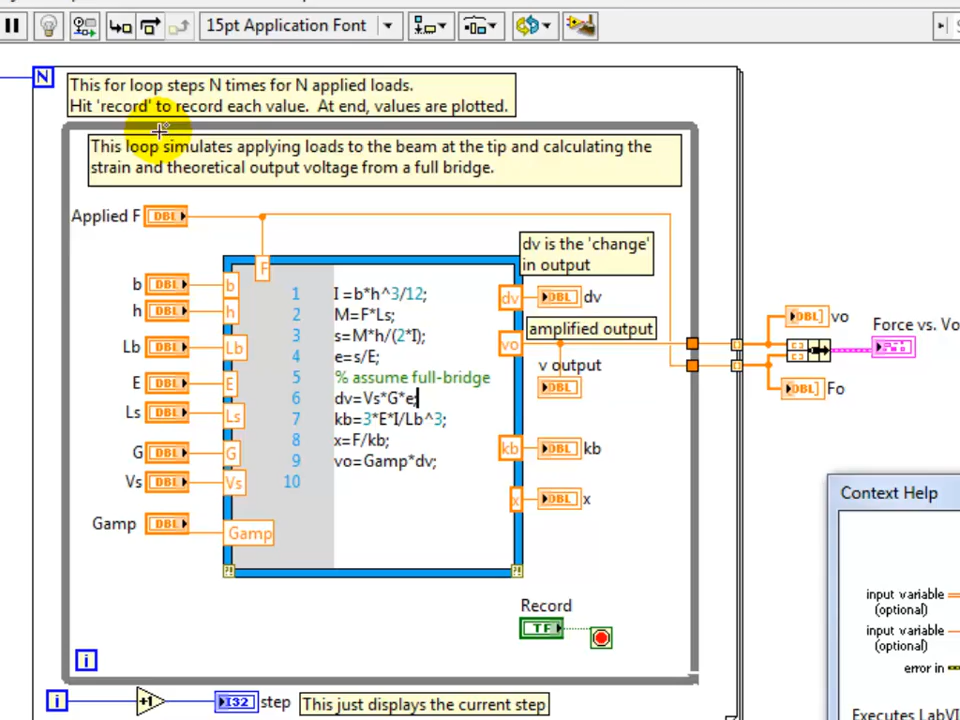 15pt Application Font
N
This for loop steps N times for N applied loads.
Hit 'record' to record each value. At end, values are plotted.
This loop simulates applying loads to the beam at the tip and calculating the
strain and theoretical output voltage from a full bridge.
Applied F DBL
F
b DBL b
h DBL h
Lb DBL Lb
E DBL E
Ls DBL Ls
G DBL G
Vs DBL Vs
Gamp DBL Gamp
1 I =b*h^3/12;
2 M=F*Ls;
3 s=M*h/(2*I);
4 e=s/E;
5 % assume full-bridge
6 dv=Vs*G*e;
7 kb=3*E*I/Lb^3;
8 x=F/kb;
9 vo=Gamp*dv;
10
dv is the 'change'
in output
dv DBL dv
amplified output
vo
v output
DBL
kb DBL kb
x DBL x
DBL vo
Force vs. Vo
DBL Fo
Record
TF
i
i +1 I32 step This just displays the current step
Context Help
input variable
(optional)
input variable
(optional)
error in
Executes LabVI